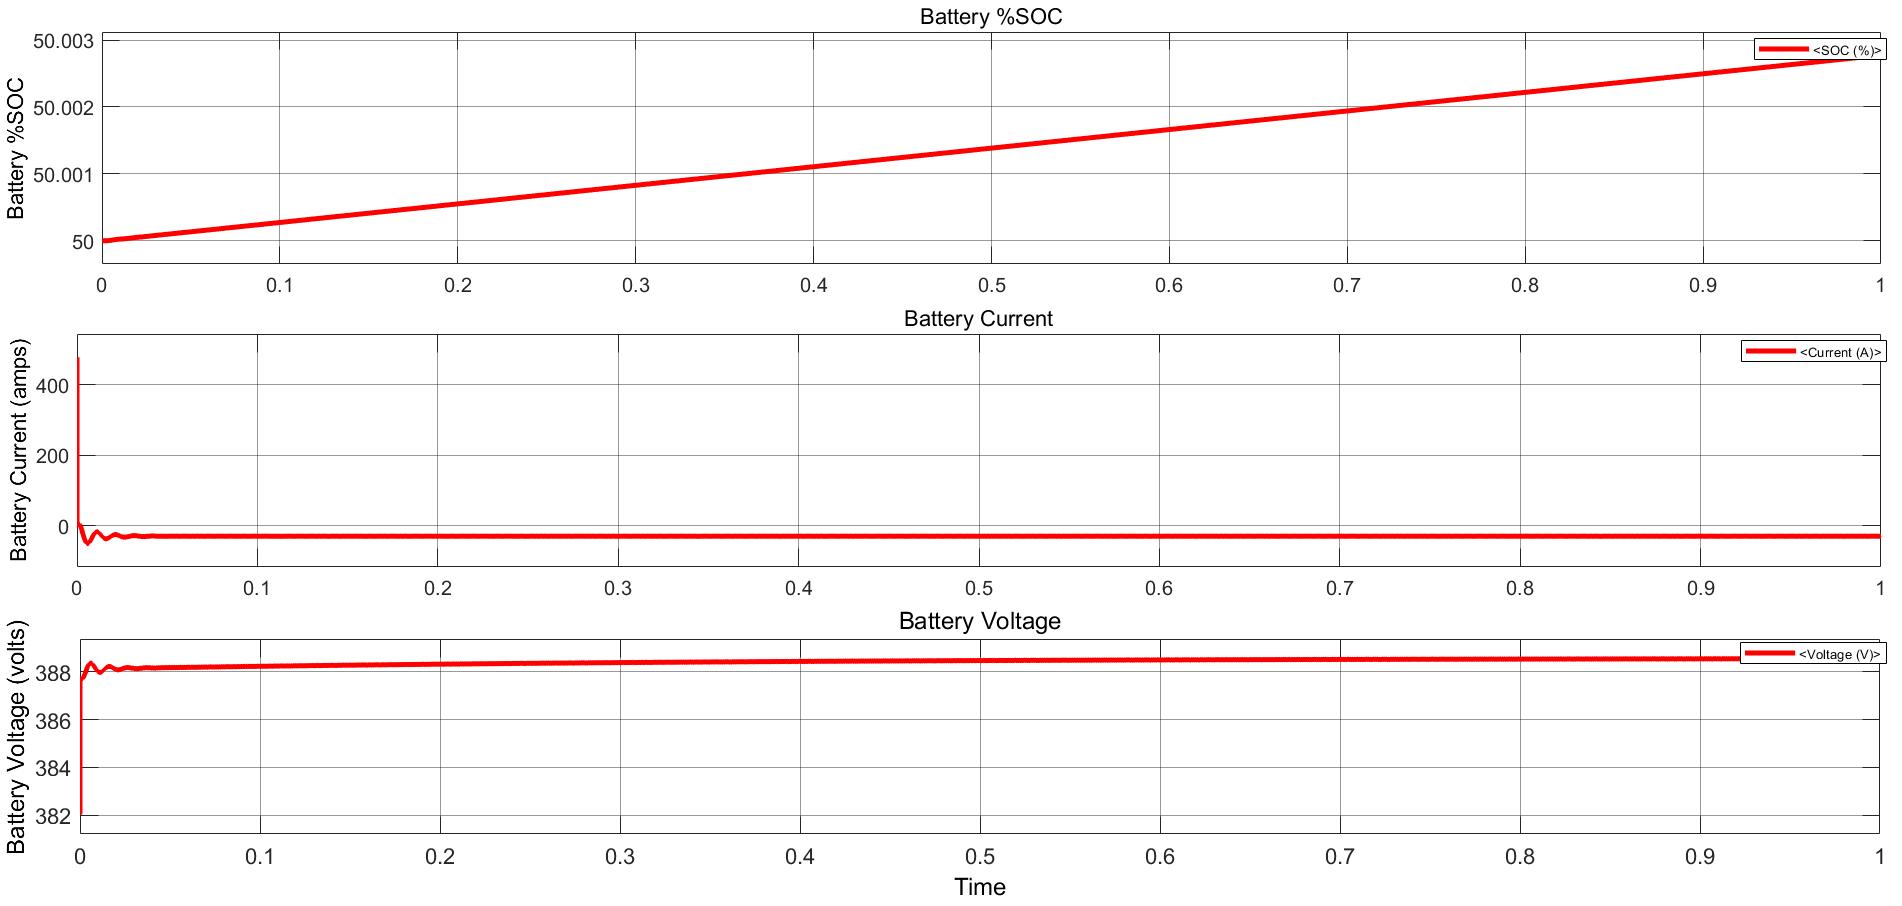 Battery %SOC
Battery %SOC
50.003
50.002
50.001
50
<SOC (%)>
0 0.1 0.2 0.3 0.4 0.5 0.6 0.7 0.8 0.9 1
Battery Current
Battery Current (amps)
400
200
0
<Current (A)>
0 0.1 0.2 0.3 0.4 0.5 0.6 0.7 0.8 0.9 1
Battery Voltage
Battery Voltage (volts)
388
386
384
382
<Voltage (V)>
0 0.1 0.2 0.3 0.4 0.5 0.6 0.7 0.8 0.9 1
Time